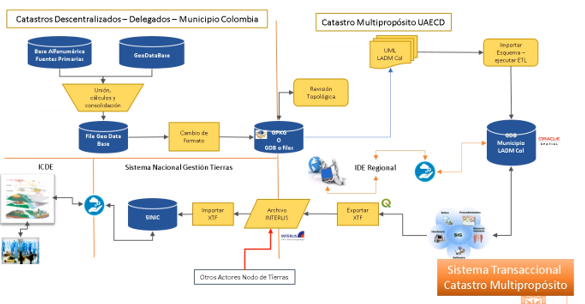 Catastros Descentralizados – Delegados – Municipio Colombia
Catastro Multipropósito UAECD
Base Alfanumérica
Fuentes Primarias
GeoDataBase
UML
LADM Col
Importar
Esquema –
ejecutar ETL
Unión,
cálculos y
consolidación
Revisión
Topológica
File Geo Data
Base
Cambio de
Formato
GPKG
O
GDB o files
GDB
Municipio
LADM Col
ORACLE
SPATIAL
ICDE
Sistema Nacional Gestión Tierras
IDE Regional
SINIC
Importar
XTF
Archivo
INTERLIS
Exportar
XTF
INTERLIS
SIG
Software
Otros Actores Nodo de Tierras
Sistema Transaccional
Catastro Multipropósito